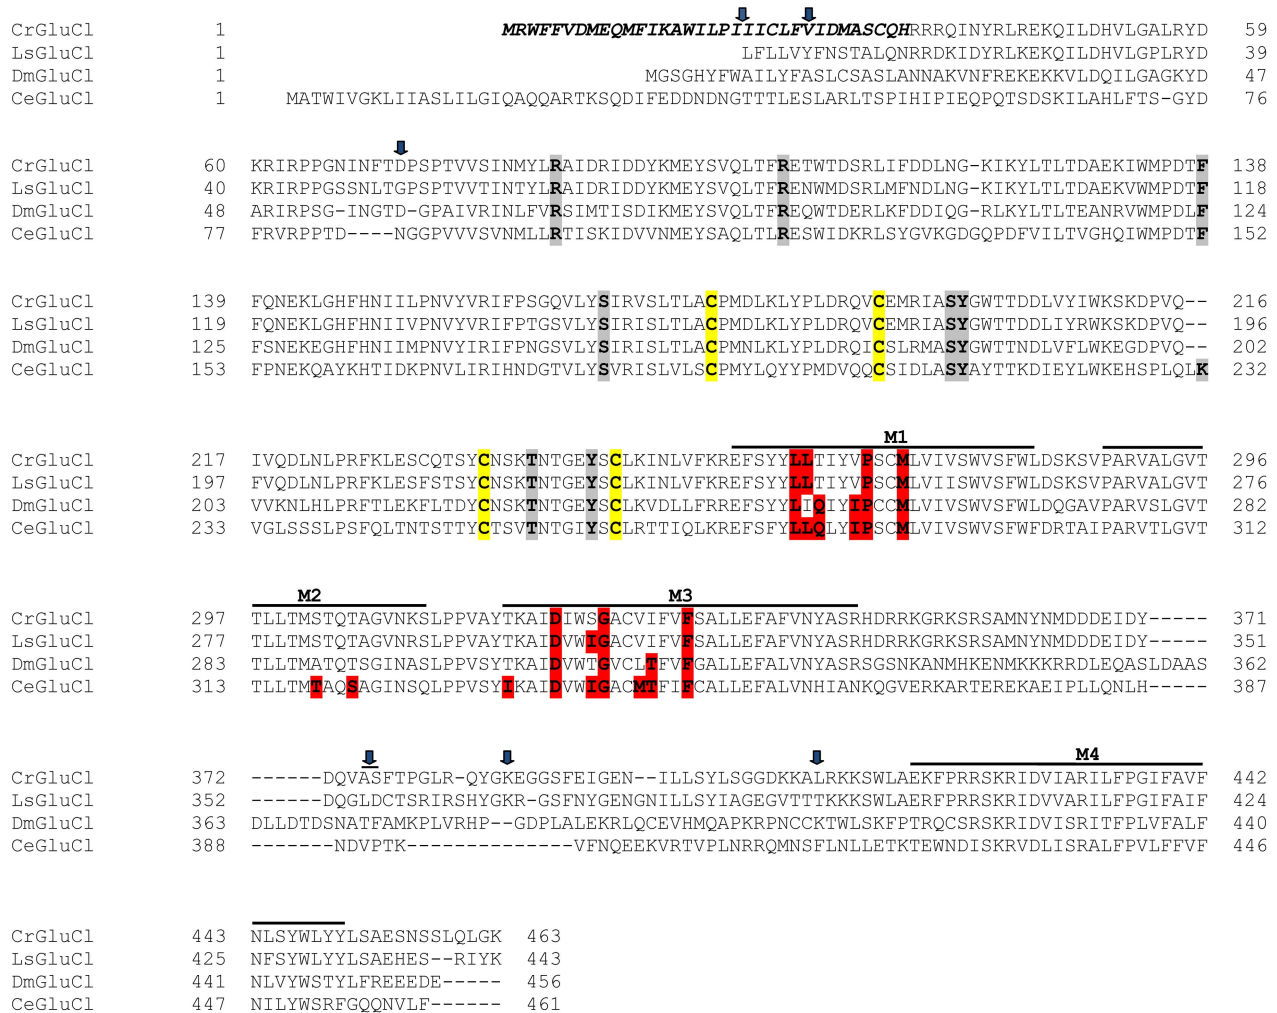 CrGluCl 1 MRWFFVDMEQMFIKAWILPIIICLFVIDMASCQHRRRQINYRLREKQILDHVLGALRYD 59
LsGluCl 1 LFLLVYFNSTALQNRRDKIDYRLKEKQILDHVLGPLRYD 39
DmGluCl 1 MGSGHYFWAILYFASLCSASLANNAKVNFREKEKKVLDQILGAGKYD 47
CeGluCl 1 MATWIVGKLIIASLILGIQAQQARTKSQDIFEDDNDNGTTTLESLARLTSPIHIPIEQPQTSDSKILAHLFTS-GYD 76
CrGluCl 60 KRIRPPGNINFTDPSPTVVSINMYLRAIDRIDDYKMEYSVQLTFRETWTDSRLIFDDLNG-KIKYLTLTDAEKIWMPDTF 138
LsGluCl 40 KRIRPPGSSNLTGPSPTVVTINTYLRAIDRIDDYKMEYSVQLTFRENWMDSRLMFNDLNG-KIKYLTLTDAEKVWMPDTF 118
DmGluCl 48 ARIRPSG-INGTD-GPAIVRINLFVRSIMTISDIKMEYSVQLTFREQWTDERLKFDDIQG-RLKYLTLTEANRVWMPDLF 124
CeGluCl 77 FRVRPPTD----NGGPVVVSVNMLLRTISKIDVVNMEYSAQLTLRESWIDKRLSYGVKGDGQPDFVILTVGHQIWMPDTF 152
CrGluCl 139 FQNEKLGHFHNIILPNVYVRIFPSGQVLYSIRVSLTLACPMDLKLYPLDRQVCEMRIASYGWTTDDLVYIWKSKDPVQ-- 216
LsGluCl 119 FQNEKLGHFHNIIVPNVYVRIFPTGSVLYSIRISLTLACPMDLKLYPLDRQVCEMRIASYGWTTDDLIYRWKSKDPVQ-- 196
DmGluCl 125 FSNEKEGHFHNIIMPNVYIRIFPNGSVLYSIRISLTLACPMNLKLYPLDRQICSLRMASYGWTTNDLVFLWKEGDPVQ-- 202
CeGluCl 153 FPNEKQAYKHTIDKPNVLIRIHNDGTVLYSVRISLVLSCPMYLQYYPMDVQQCSIDLASYAYTTKDIEYLWKEHSPLQLK 232
M1
CrGluCl 217 IVQDLNLPRFKLESCQTSYCNSKTNTGEYSCLKINLVFKREFSYYLLTIYVPSCMLVIVSWVSFWLDSKSVPARVALGVT 296
LsGluCl 197 FVQDLNLPRFKLESFSTSYCNSKTNTGEYSCLKINLVFKREFSYYLLTIYVPSCMLVIISWVSFWLDSKSVPARVALGVT 276
DmGluCl 203 VVKNLHLPRFTLEKFLTDYCNSKTNTGEYSCLKVDLLFRREFSYYLIQIYIPCCMLVIVSWVSFWLDQGAVPARVSLGVT 282
CeGluCl 233 VGLSSSLPSFQLTNTSTTYCTSVTNTGIYSCLRTTIQLKREFSFYLLQLYIPSCMLVIVSWVSFWFDRTAIPARVTLGVT 312
M2 M3
CrGluCl 297 TLLTMSTQTAGVNKSLPPVAYTKAIDIWSGACVIFVFSALLEFAFVNYASRHDRRKGRKSRSAMNYNMDDDEIDY----- 371
LsGluCl 277 TLLTMSTQTAGVNRSLPPVAYTKAIDVWIGACVIFVFSALLEFAFVNYASRHDRRKGRKSRSAMNYNMDDDEIDY----- 351
DmGluCl 283 TLLTMATQTSGINASLPPVSYTKAIDVWTGVCLTFVFGALLEFALVNYASRSGSNKANMHKENMKKKRRDLEQASLDAAS 362
CeGluCl 313 TLLTMTAQSAGINSQLPPVSYIKAIDVWIGACMTFIFCALLEFALVNHIANKQGVERKARTEREKAEIPLLQNLH----- 387
M4
CrGluCl 372 ------DQVASFTPGLR-QYGKEGGSFEIGEN--ILLSYLSGGDKKALRKKSWLAEKFPRRSKRIDVIARILFPGIFAVF 442
LsGluCl 352 ------DQGLDCTSRIRSHYGKR-GSFNYGENGNILLSYIAGEGVTTTKKKSWLAERFPRRSKRIDVVARILFPGIFAIF 424
DmGluCl 363 DLLDTDSNATFAMKPLVRHP--GDPLALEKRLQCEVHMQAPKRPNCCKTWLSKFPTRQCSRSKRIDVISRITFPLVFALF 440
CeGluCl 388 -------NDVPTK--------------VFNQEEKVRTVPLNRRQMNSFLNLLETKTEWNDISKRVDLISRALFPVLFFVF 446
CrGluCl 443 NLSYWLYYLSAESNSSLQLGK 463
LsGluCl 425 NFSYWLYYLSAEHES--RIYK 443
DmGluCl 441 NLVYWSTYLFREEEDE----- 456
CeGluCl 447 NILYWSRFGQQNVLF------ 461